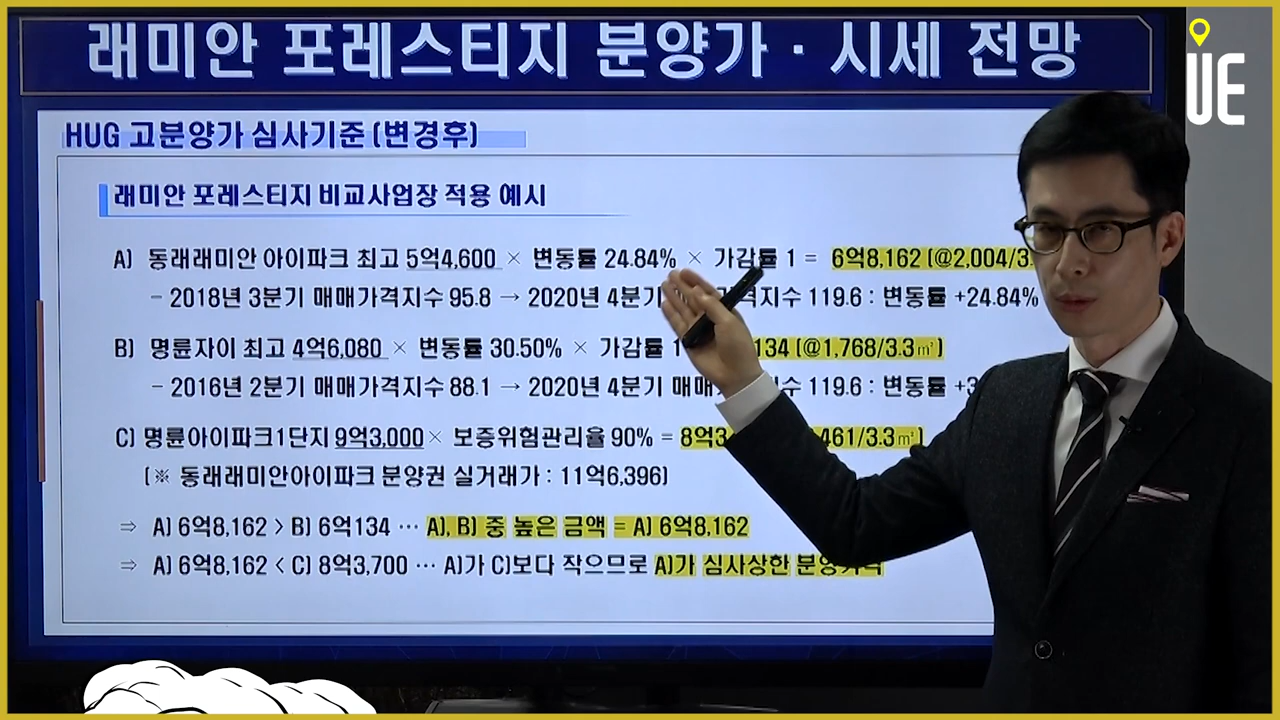 래미안 포레스티지 분양가 · 시세 전망
UE
HUG 고분양가 심사기준 (변경후)
래미안 포레스티지 비교사업장 적용 예시
A) 동래래미안 아이파크 최고 5억4,600 × 변동률 24.84% × 가감률 1 = 6억8,162 (@2,004/3.
- 2018년 3분기 매매가격지수 95.8 → 2020년 4분기 가격지수 119.6 : 변동률 +24.84%
B) 명륜자이 최고 4억6,080 × 변동률 30.50% × 가감률 1 134 (@1,768/3.3㎡)
- 2016년 2분기 매매가격지수 88.1 → 2020년 4분기 매매 지수 119.6 : 변동률 +3
C) 명륜아이파크1단지 9억3,000 × 보증위험관리율 90% = 8억3 461/3.3㎡)
(※ 동래래미안아이파크 분양권 실거래가 : 11억6,396)
⇒ A) 6억8,162 > B) 6억134 ··· A), B) 중 높은 금액 = A) 6억8,162
⇒ A) 6억8,162 < C) 8억3,700 ··· A)가 C)보다 작으므로 A)가 심사상한 분양가격